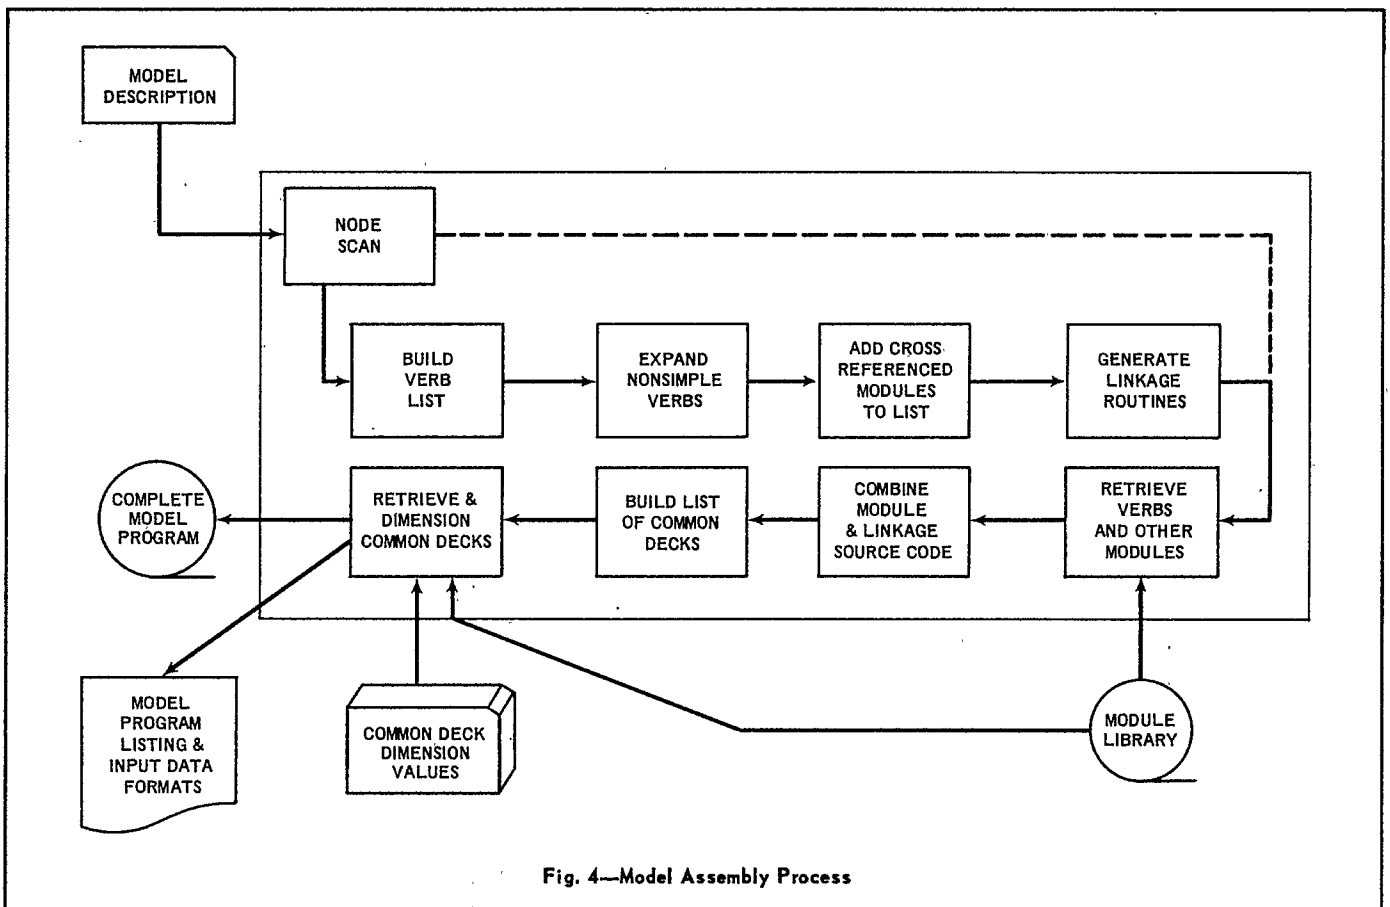 MODEL
DESCRIPTION
NODE
SCAN
BUILD
VERB
LIST
EXPAND
NONSIMPLE
VERBS
ADD CROSS
REFERENCED
MODULES
TO LIST
GENERATE
LINKAGE
ROUTINES
COMPLETE
MODEL
PROGRAM
RETRIEVE &
DIMENSION
COMMON DECKS
BUILD LIST
OF COMMON
DECKS
COMBINE
MODULE
& LINKAGE
SOURCE CODE
RETRIEVE
VERBS
AND OTHER
MODULES
MODEL
PROGRAM
LISTING &
INPUT DATA
FORMATS
COMMON DECK
DIMENSION
VALUES
MODULE
LIBRARY
Fig. 4—Model Assembly Process